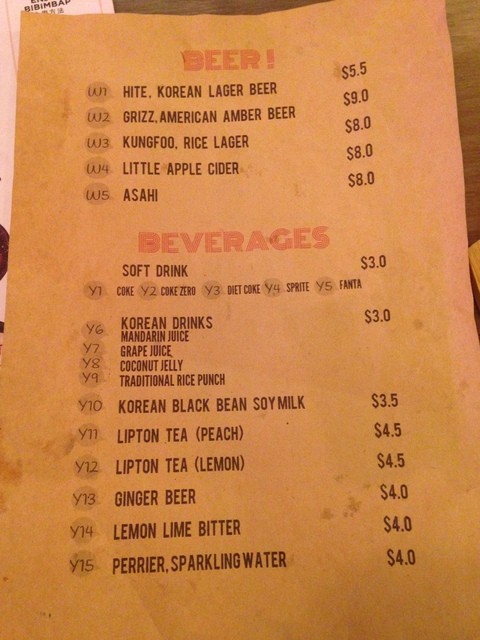 BIBIMBAP
BEER!
W1 HITE, KOREAN LAGER BEER $5.5
W2 GRIZZ, AMERICAN AMBER BEER $9.0
W3 KUNGFOO, RICE LAGER $8.0
W4 LITTLE APPLE CIDER $8.0
W5 ASAHI $8.0
BEVERAGES
SOFT DRINK $3.0
Y1 COKE Y2 COKE ZERO Y3 DIET COKE Y4 SPRITE Y5 FANTA
KOREAN DRINKS $3.0
Y6 MANDARIN JUICE
Y7 GRAPE JUICE
Y8 COCONUT JELLY
Y9 TRADITIONAL RICE PUNCH
Y10 KOREAN BLACK BEAN SOYMILK $3.5
Y11 LIPTON TEA (PEACH) $4.5
Y12 LIPTON TEA (LEMON) $4.5
Y13 GINGER BEER $4.0
Y14 LEMON LIME BITTER $4.0
Y15 PERRIER, SPARKLING WATER $4.0